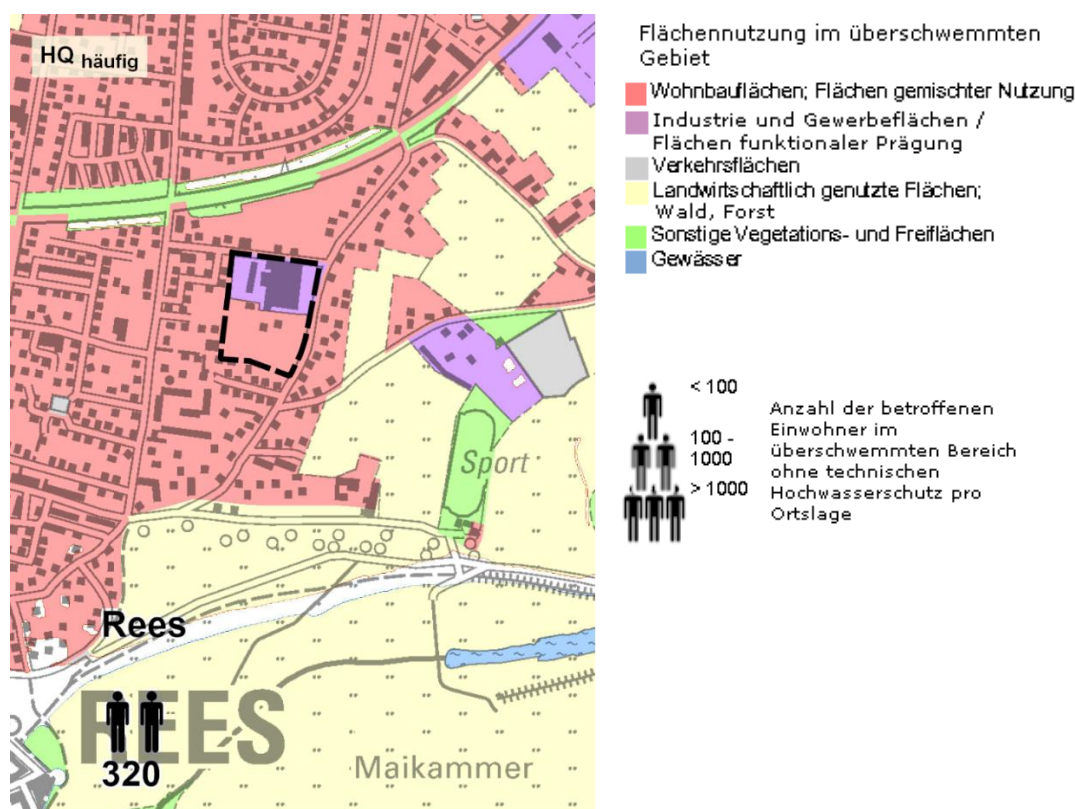 HQ häufig
Sport
Rees
REES
320
Maikammer
Flächennutzung im überschwemmten
Gebiet
Wohnbauflächen; Flächen gemischter Nutzung
Industrie und Gewerbeflächen /
Flächen funktionaler Prägung
Verkehrsflächen
Landwirtschaftlich genutzte Flächen;
Wald, Forst
Sonstige Vegetations- und Freiflächen
Gewässer
< 100
100 -
1000
> 1000
Anzahl der betroffenen
Einwohner im
überschwemmten Bereich
ohne technischen
Hochwasserschutz pro
Ortslage